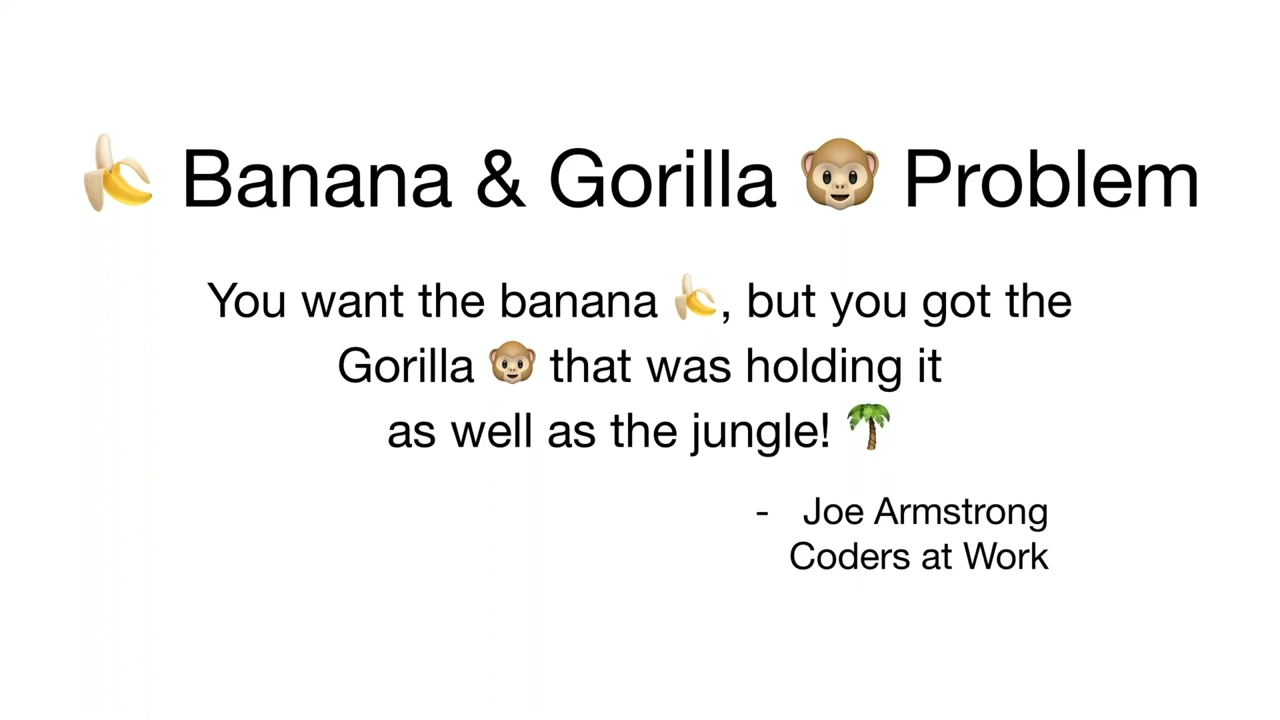 🍌 Banana & Gorilla 🐵 Problem
You want the banana 🍌, but you got the
Gorilla 🐵 that was holding it
as well as the jungle! 🌴
- Joe Armstrong
Coders at Work